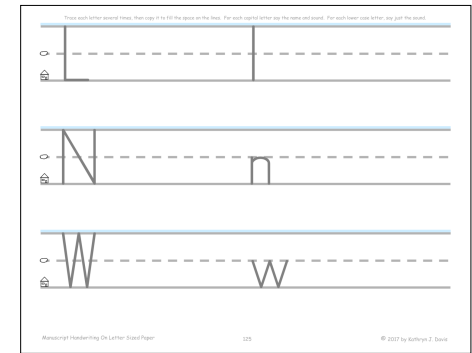 Trace each letter several times, then copy it to fill the space on the lines. For each capital letter say the name and sound. For each lower case letter, say just the sound.
L l
N n
W w
Manuscript Handwriting On Letter Sized Paper 125 © 2017 by Kathryn J. Davis